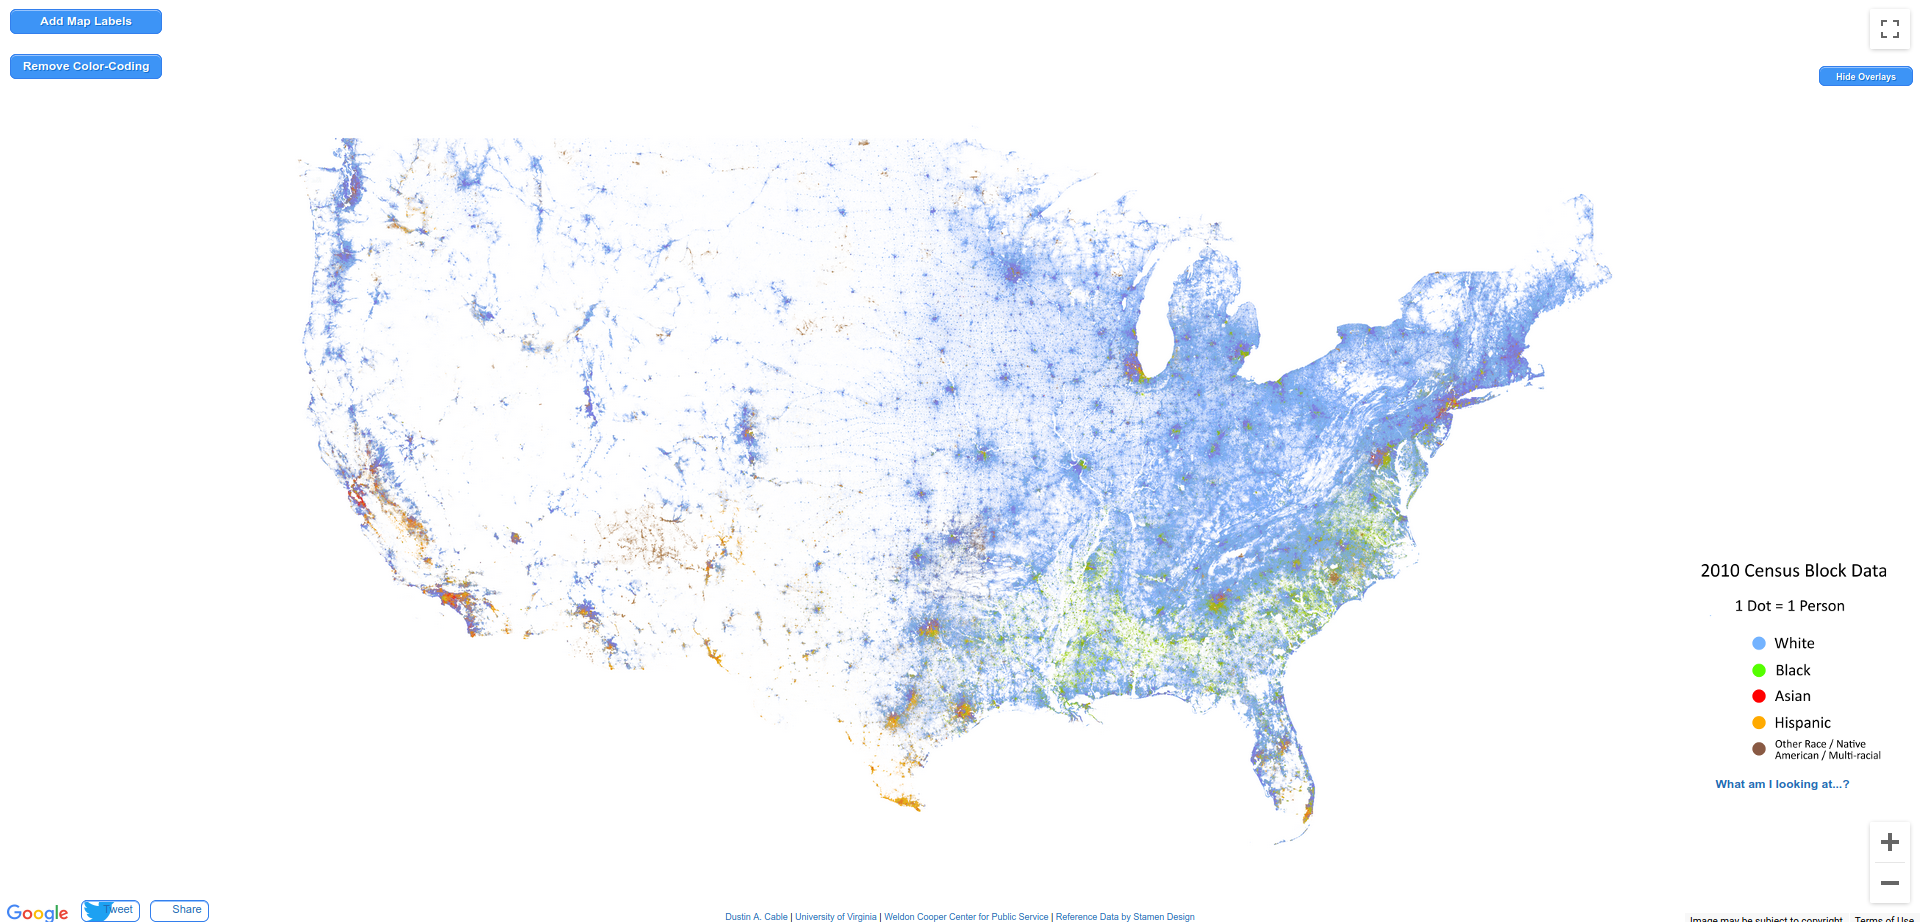 Add Map Labels
Remove Color-Coding
Hide Overlays
2010 Census Block Data
1 Dot = 1 Person
White
Black
Asian
Hispanic
Other Race / Native
American / Multi-racial
What am I looking at...?
Google
Tweet
Share
Dustin A. Cable | University of Virginia | Weldon Cooper Center for Public Service | Reference Data by Stamen Design
Image may be subject to copyright
Terms of Use